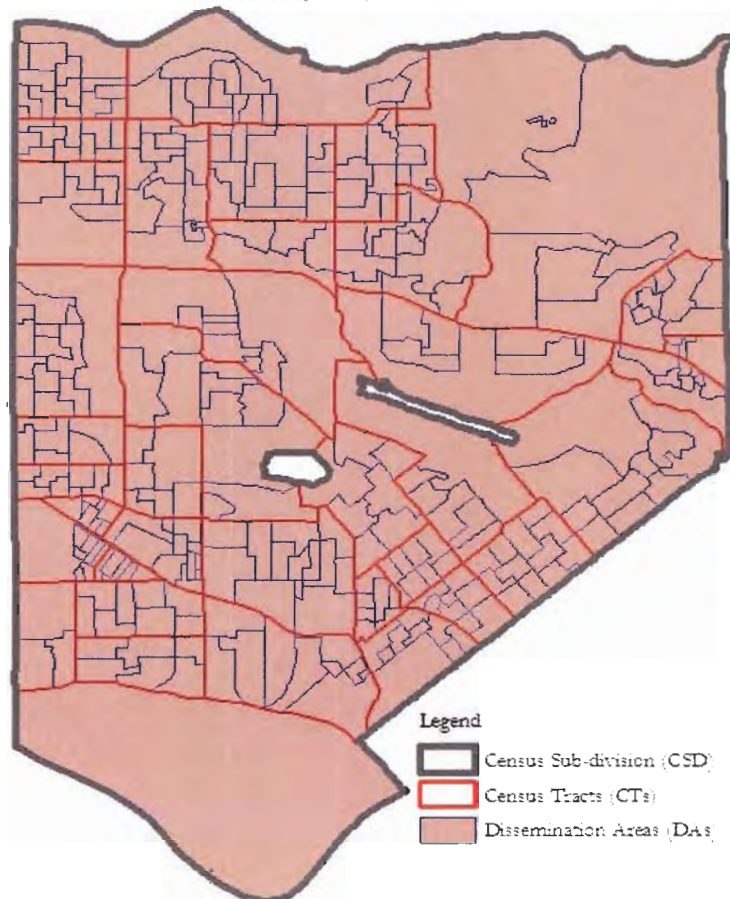 Legend
Census Sub-division (CSD)
Census Tracts (CTs)
Dissemination Areas (DAs)